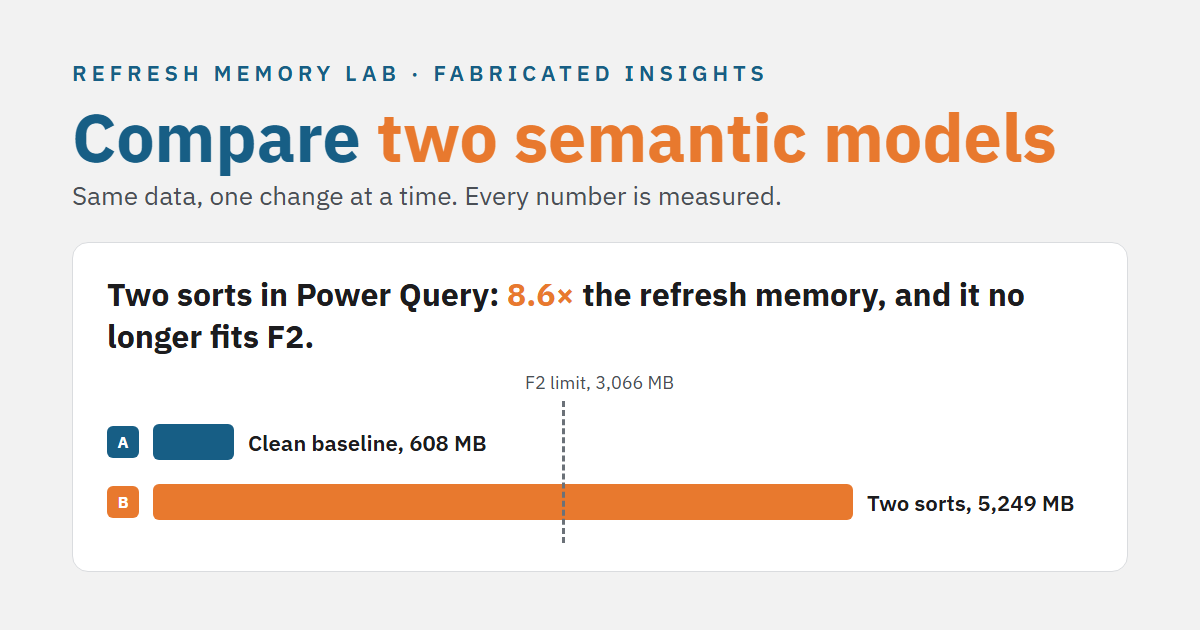 REFRESH MEMORY LAB · FABRICATED INSIGHTS
Compare two semantic models
Same data, one change at a time. Every number is measured.
Two sorts in Power Query: 8.6× the refresh memory, and it no
longer fits F2.
F2 limit, 3,066 MB
A Clean baseline, 608 MB
B Two sorts, 5,249 MB